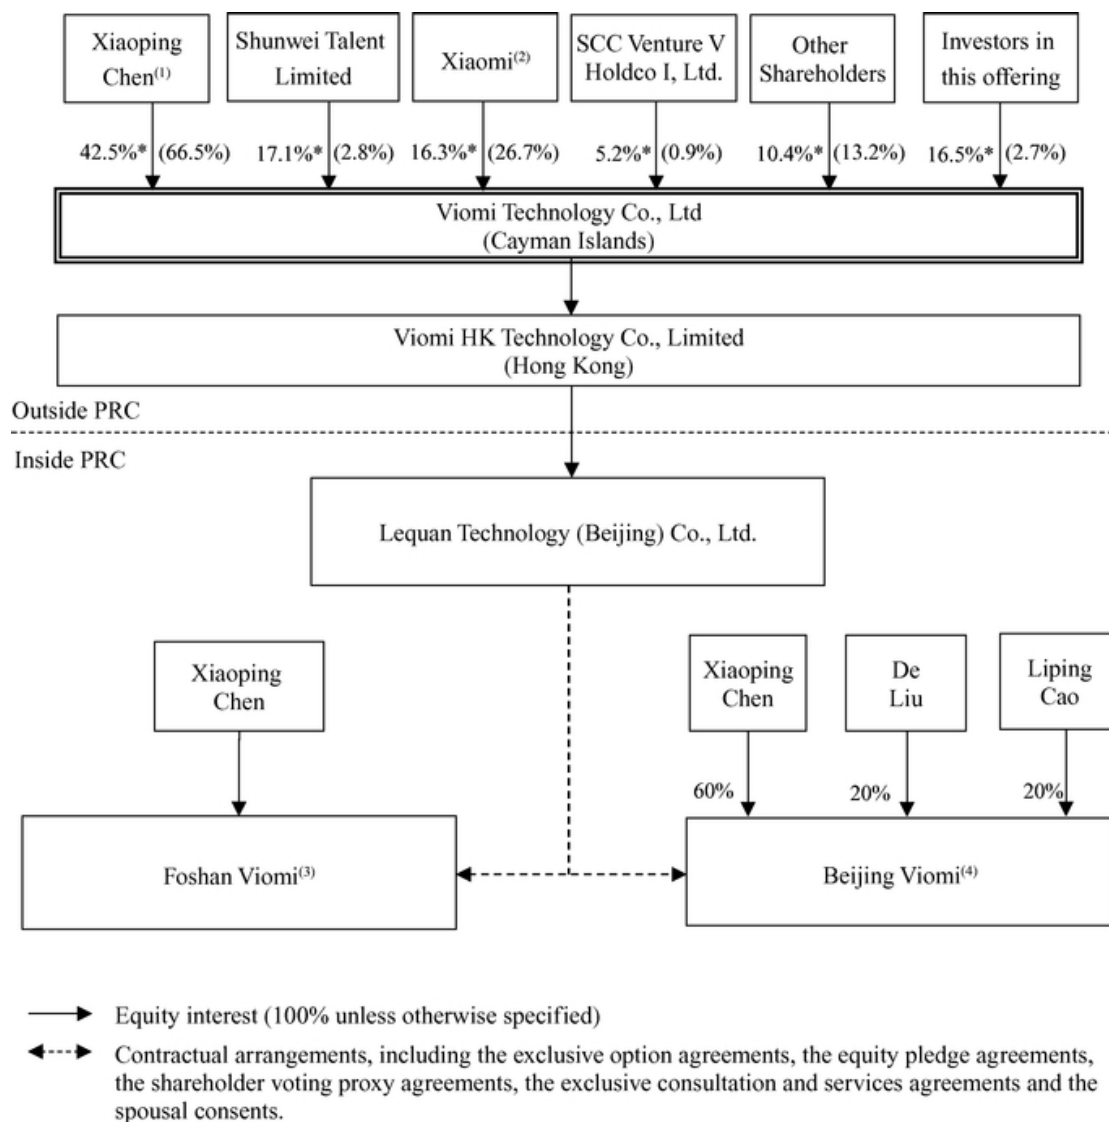 Xiaoping
Chen(1)
Shunwei Talent
Limited
Xiaomi(2)
SCC Venture V
Holdco I, Ltd.
Other
Shareholders
Investors in
this offering
42.5%* (66.5%)
17.1%* (2.8%)
16.3%* (26.7%)
5.2%* (0.9%)
10.4%* (13.2%)
16.5%* (2.7%)
Viomi Technology Co., Ltd
(Cayman Islands)
Viomi HK Technology Co., Limited
(Hong Kong)
Outside PRC
Inside PRC
Lequan Technology (Beijing) Co., Ltd.
Xiaoping
Chen
Xiaoping
Chen
De
Liu
Liping
Cao
60%
20%
20%
Foshan Viomi(3)
Beijing Viomi(4)
Equity interest (100% unless otherwise specified)
Contractual arrangements, including the exclusive option agreements, the equity pledge agreements,
the shareholder voting proxy agreements, the exclusive consultation and services agreements and the
spousal consents.